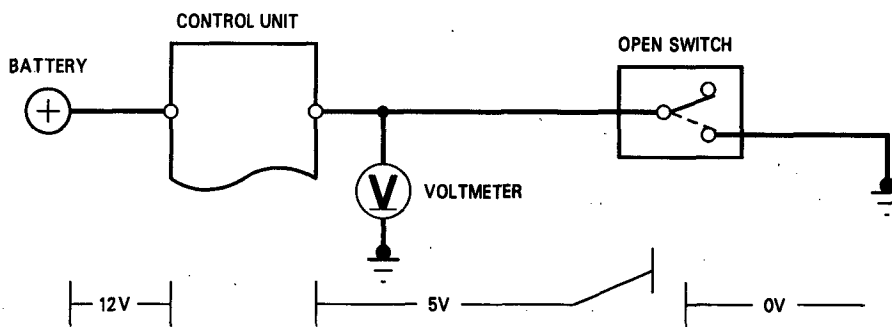 CONTROL UNIT
OPEN SWITCH
BATTERY
+
V
VOLTMETER
12V
5V
0V